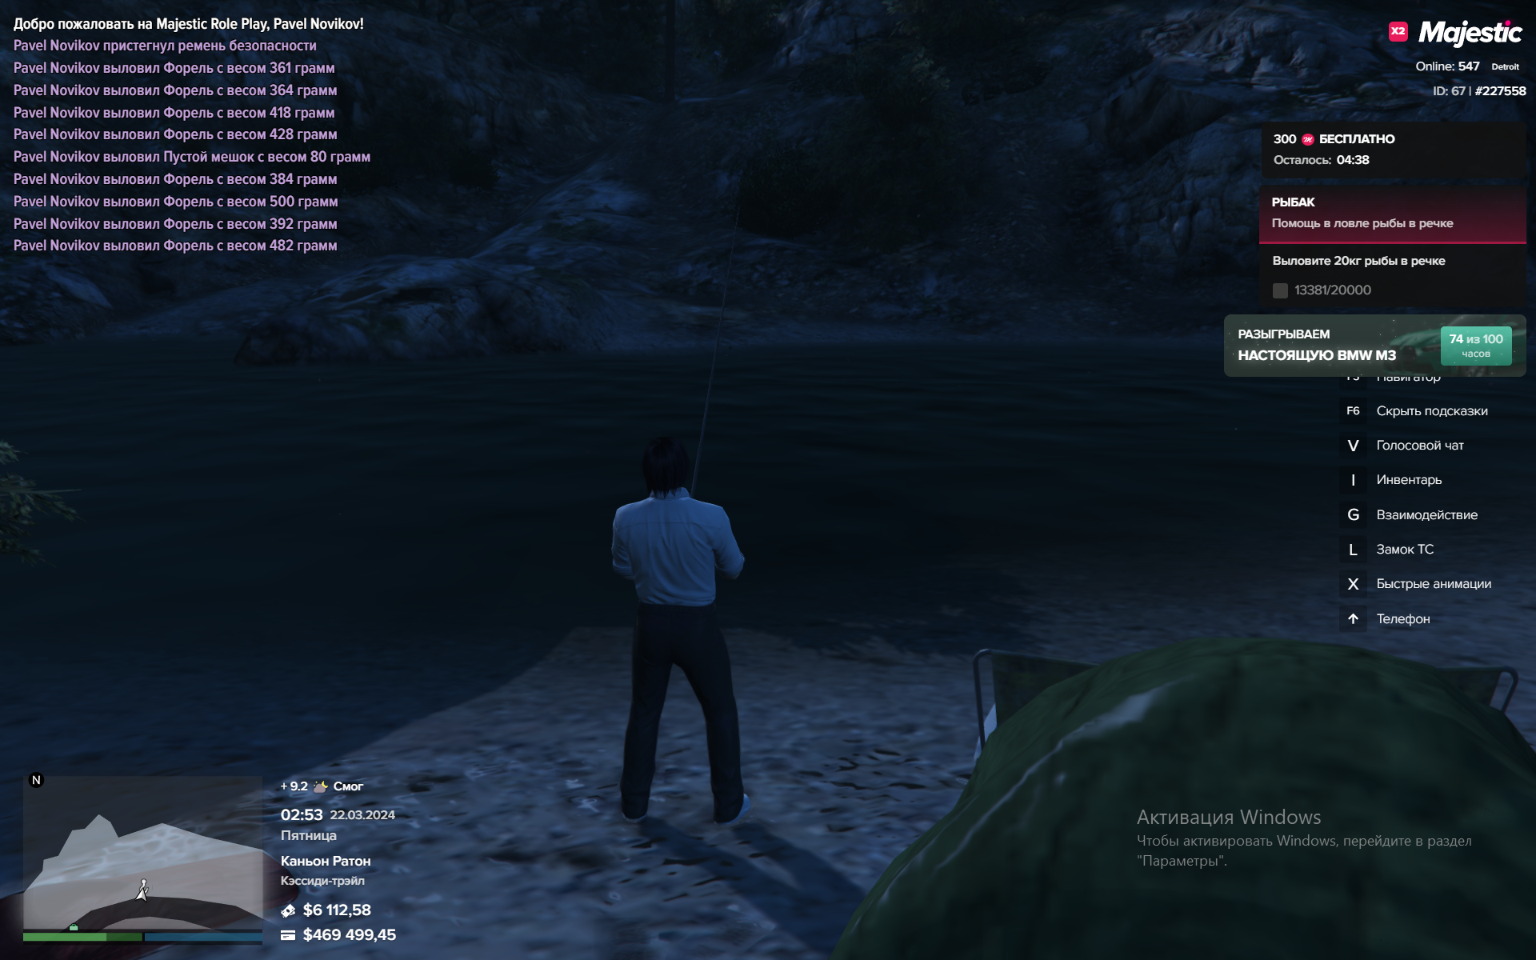 Добро пожаловать на Majestic Role Play, Pavel Novikov!
Pavel Novikov пристегнул ремень безопасности
Pavel Novikov выловил Форель с весом 361 грамм
Pavel Novikov выловил Форель с весом 364 грамм
Pavel Novikov выловил Форель с весом 418 грамм
Pavel Novikov выловил Форель с весом 428 грамм
Pavel Novikov выловил Пустой мешок с весом 80 грамм
Pavel Novikov выловил Форель с весом 384 грамм
Pavel Novikov выловил Форель с весом 500 грамм
Pavel Novikov выловил Форель с весом 392 грамм
Pavel Novikov выловил Форель с весом 482 грамм
X2 Majestic
Online: 547 Detroit
ID: 67 | #227558
300 БЕСПЛАТНО
Осталось: 04:38
РЫБАК
Помощь в ловле рыбы в речке
Выловите 20кг рыбы в речке
13381/20000
РАЗЫГРЫВАЕМ
НАСТОЯЩУЮ BMW M3
74 из 100
часов
Навигатор
F6 Скрыть подсказки
V Голосовой чат
I Инвентарь
G Взаимодействие
L Замок ТС
X Быстрые анимации
Телефон
N
+ 9.2 Смог
02:53 22.03.2024
Пятница
Каньон Ратон
Кэссиди-трэйл
$6 112,58
$469 499,45
Активация Windows
Чтобы активировать Windows, перейдите в раздел
"Параметры".